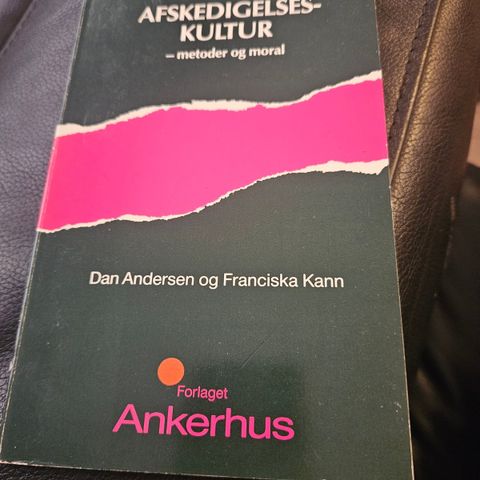 AFSKEDIGELSES-
KULTUR
– metoder og moral
Dan Andersen og Franciska Kann
Forlaget
Ankerhus